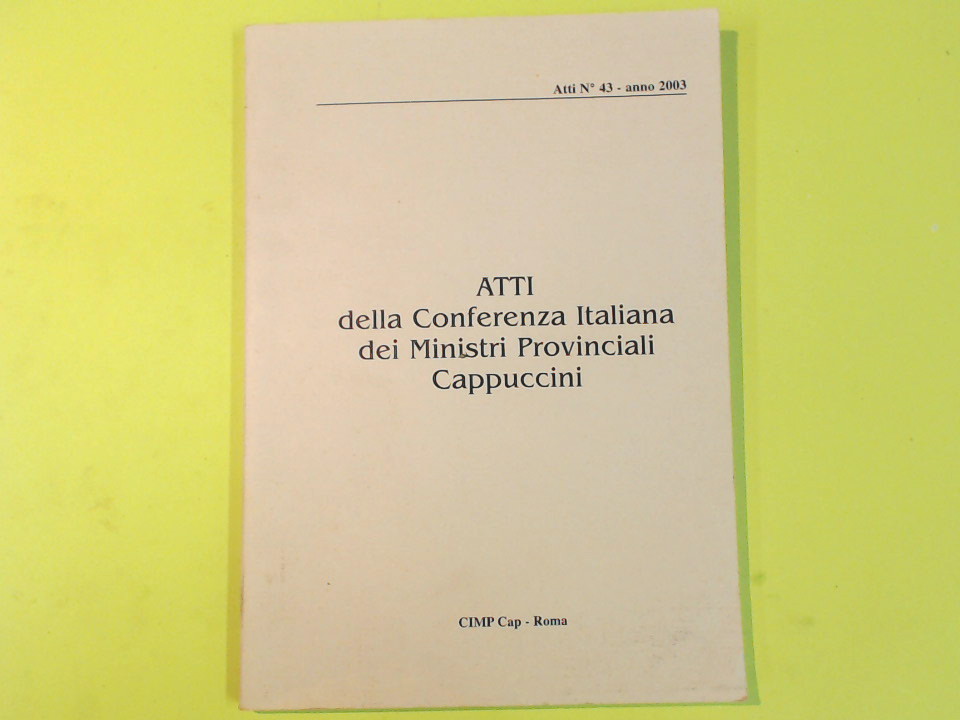 Atti N° 43 - anno 2003
ATTI
della Conferenza Italiana
dei Ministri Provinciali
Cappuccini
CIMP Cap - Roma